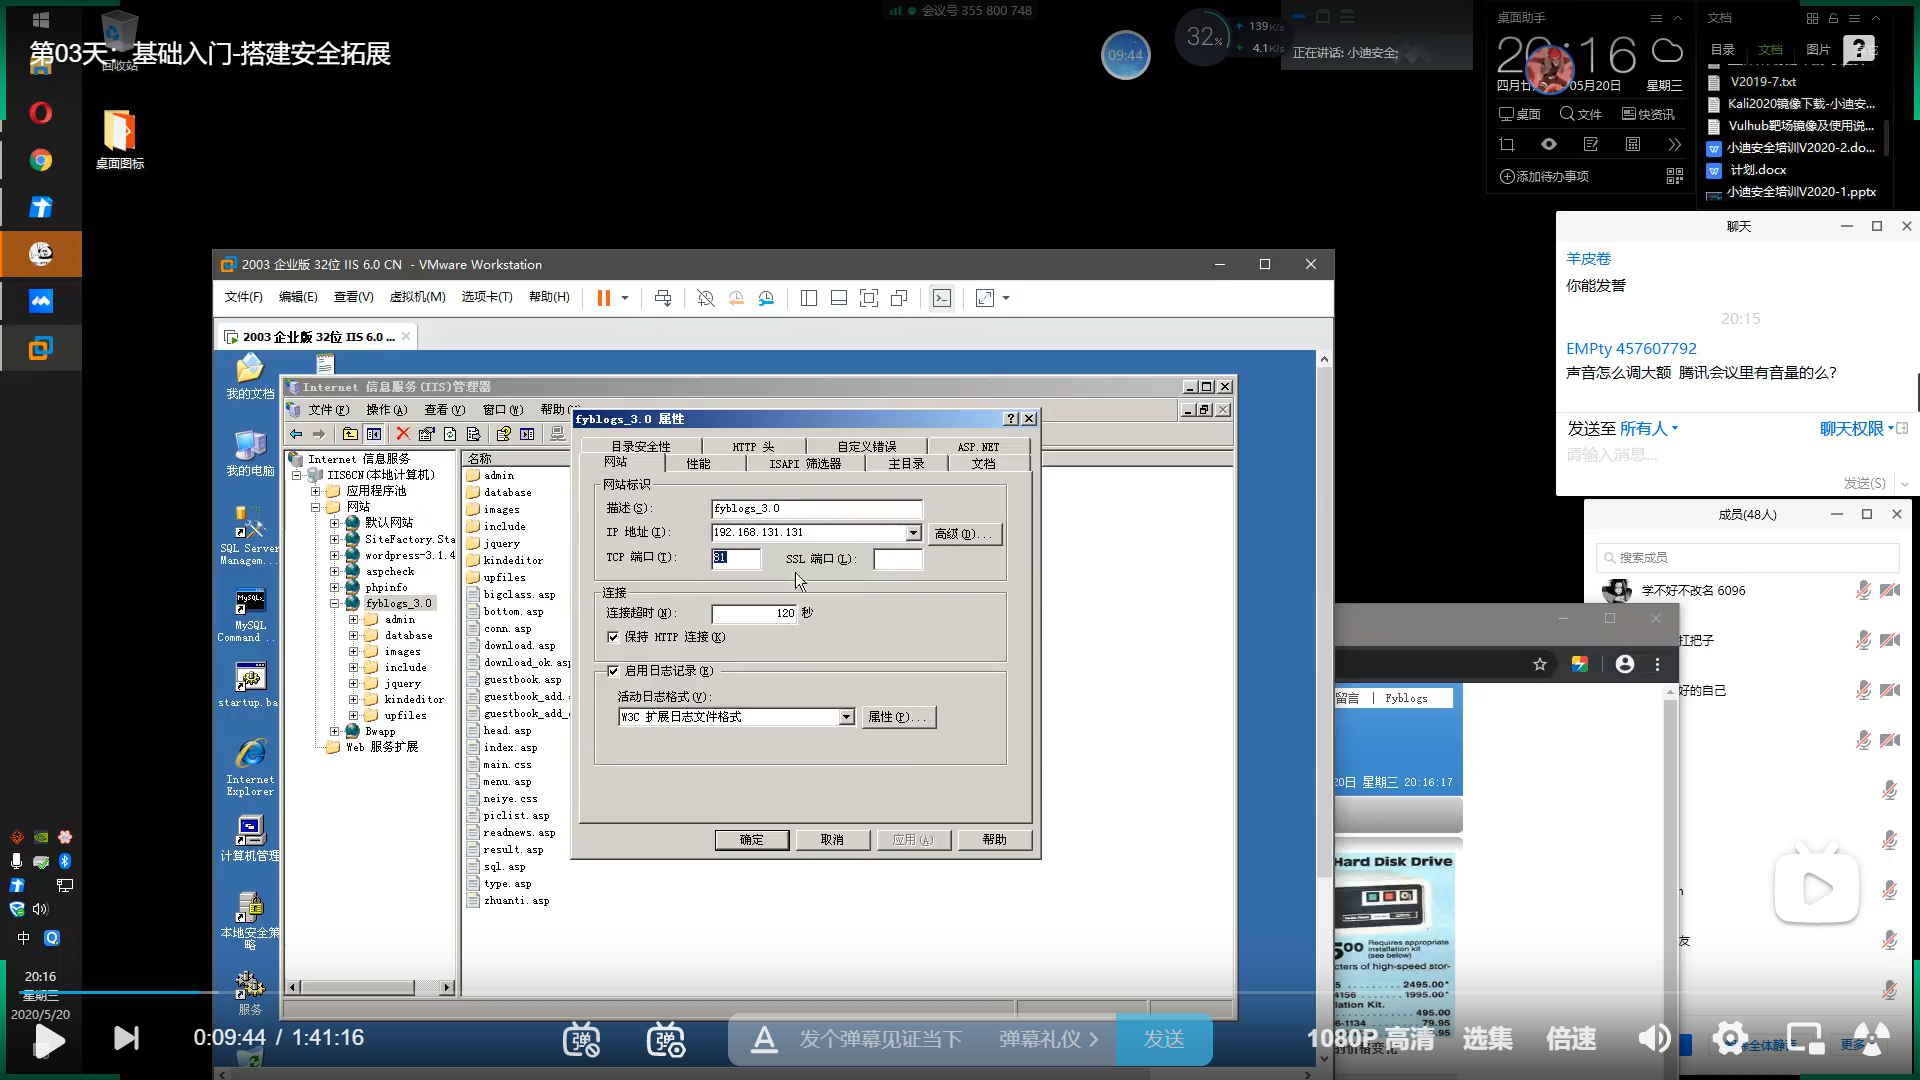 会议号 355 800 748
第03天：基础入门-搭建安全拓展
回收站
桌面图标
09:44
32%
139K/s
4.1K/s
正在讲话: 小迪安全;
桌面助手
05月20日
星期三
桌面
文件
快资讯
添加待办事项
文档
目录
文档
图片
V2019-7.txt
Kali2020镜像下载-小迪安...
Vulhub靶场镜像及使用说...
小迪安全培训V2020-2.do...
计划.docx
小迪安全培训V2020-1.pptx
聊天
羊皮卷
你能发誓
20:15
EMPty 457607792
声音怎么调大额 腾讯会议里有音量的么?
发送至 所有人
聊天权限
请输入消息...
发送(S)
成员(48人)
搜索成员
学不好不改名 6096
扛把子
好的自己
友
2003 企业版 32位 IIS 6.0 CN - VMware Workstation
文件(F)
编辑(E)
查看(V)
虚拟机(M)
选项卡(T)
帮助(H)
2003 企业版 32位 IIS 6.0 ...
我的文档
我的电脑
SQL Server
Managem...
MySQL
Command ...
startup.ba
Internet
Explorer
计算机管理
本地安全策
略
服务
Internet 信息服务(IIS)管理器
文件(F)
操作(A)
查看(V)
窗口(W)
帮助
Internet 信息服务
IIS6CN(本地计算机)
应用程序池
网站
默认网站
SiteFactory.Sta
wordpress-3.1.4
aspcheck
phpinfo
fyblogs_3.0
admin
database
images
include
jquery
kindeditor
upfiles
Bwapp
Web 服务扩展
名称
admin
database
images
include
jquery
kindeditor
upfiles
bigclass.asp
bottom.asp
conn.asp
download.asp
download_ok.asp
guestbook.asp
guestbook_add.
guestbook_add_
head.asp
index.asp
main.css
menu.asp
neiye.css
piclist.asp
readnews.asp
result.asp
sql.asp
type.asp
zhuanti.asp
fyblogs_3.0 属性
目录安全性
HTTP 头
自定义错误
ASP.NET
网站
性能
ISAPI 筛选器
主目录
文档
网站标识
描述(S):
fyblogs_3.0
IP 地址(I):
192.168.131.131
高级(D)...
TCP 端口(T):
81
SSL 端口(L):
连接
连接超时(N):
120 秒
保持 HTTP 连接(K)
启用日志记录(E)
活动日志格式(V):
W3C 扩展日志文件格式
属性(P)...
确定
取消
应用(A)
帮助
留言 | Fyblogs
20日 星期三 20:16:17
Hard Disk Drive
Requires appropriate
installation kit
(see below)
cters of high-speed stor-
2495.00*
4156
1995.00*
lation Kit.
495.00
6-1134
79.95
中
20:16
星期三
2020/5/20
0:09:44 / 1:41:16
发个弹幕见证当下
弹幕礼仪
发送
1080P 高清
选集
倍速
全体静音
更多